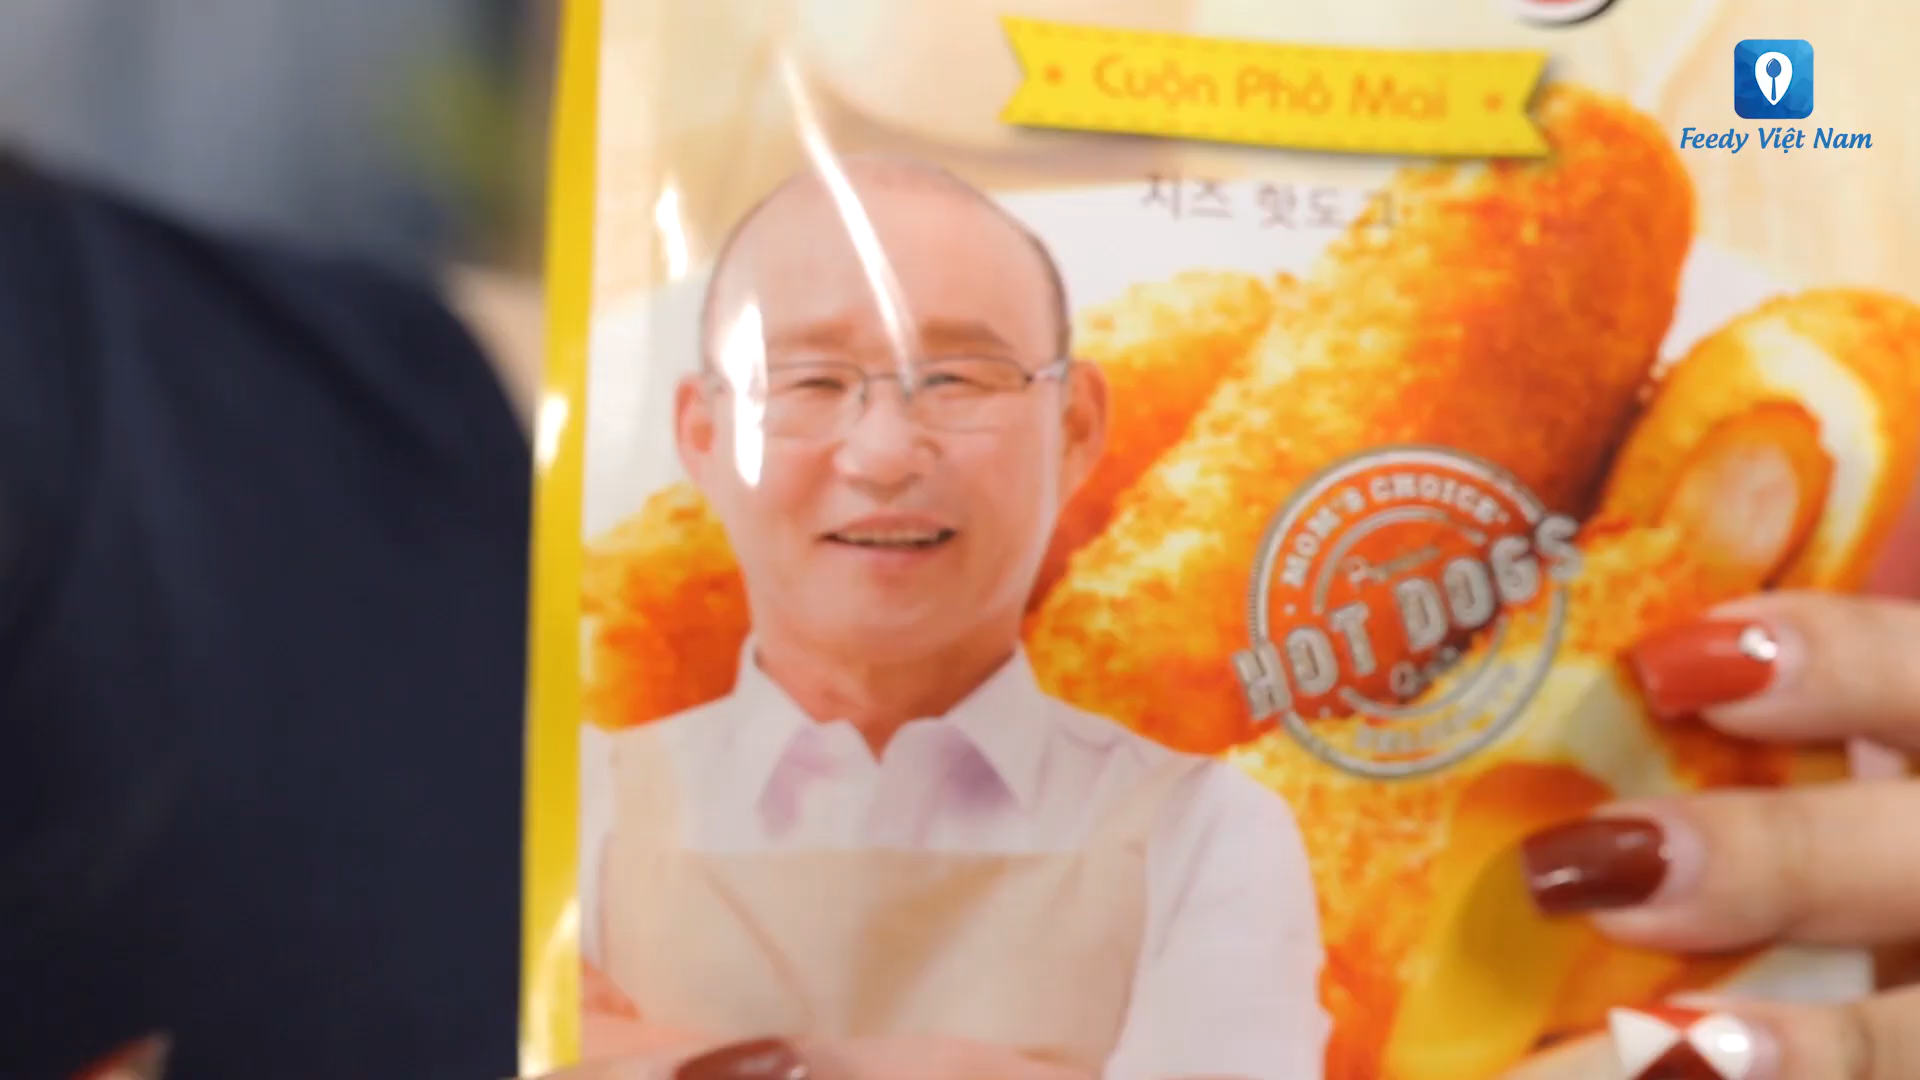 Cuộn Phô Mai
Feedy Việt Nam
치즈 핫도그
MOM'S CHOICE
HOT DOGS